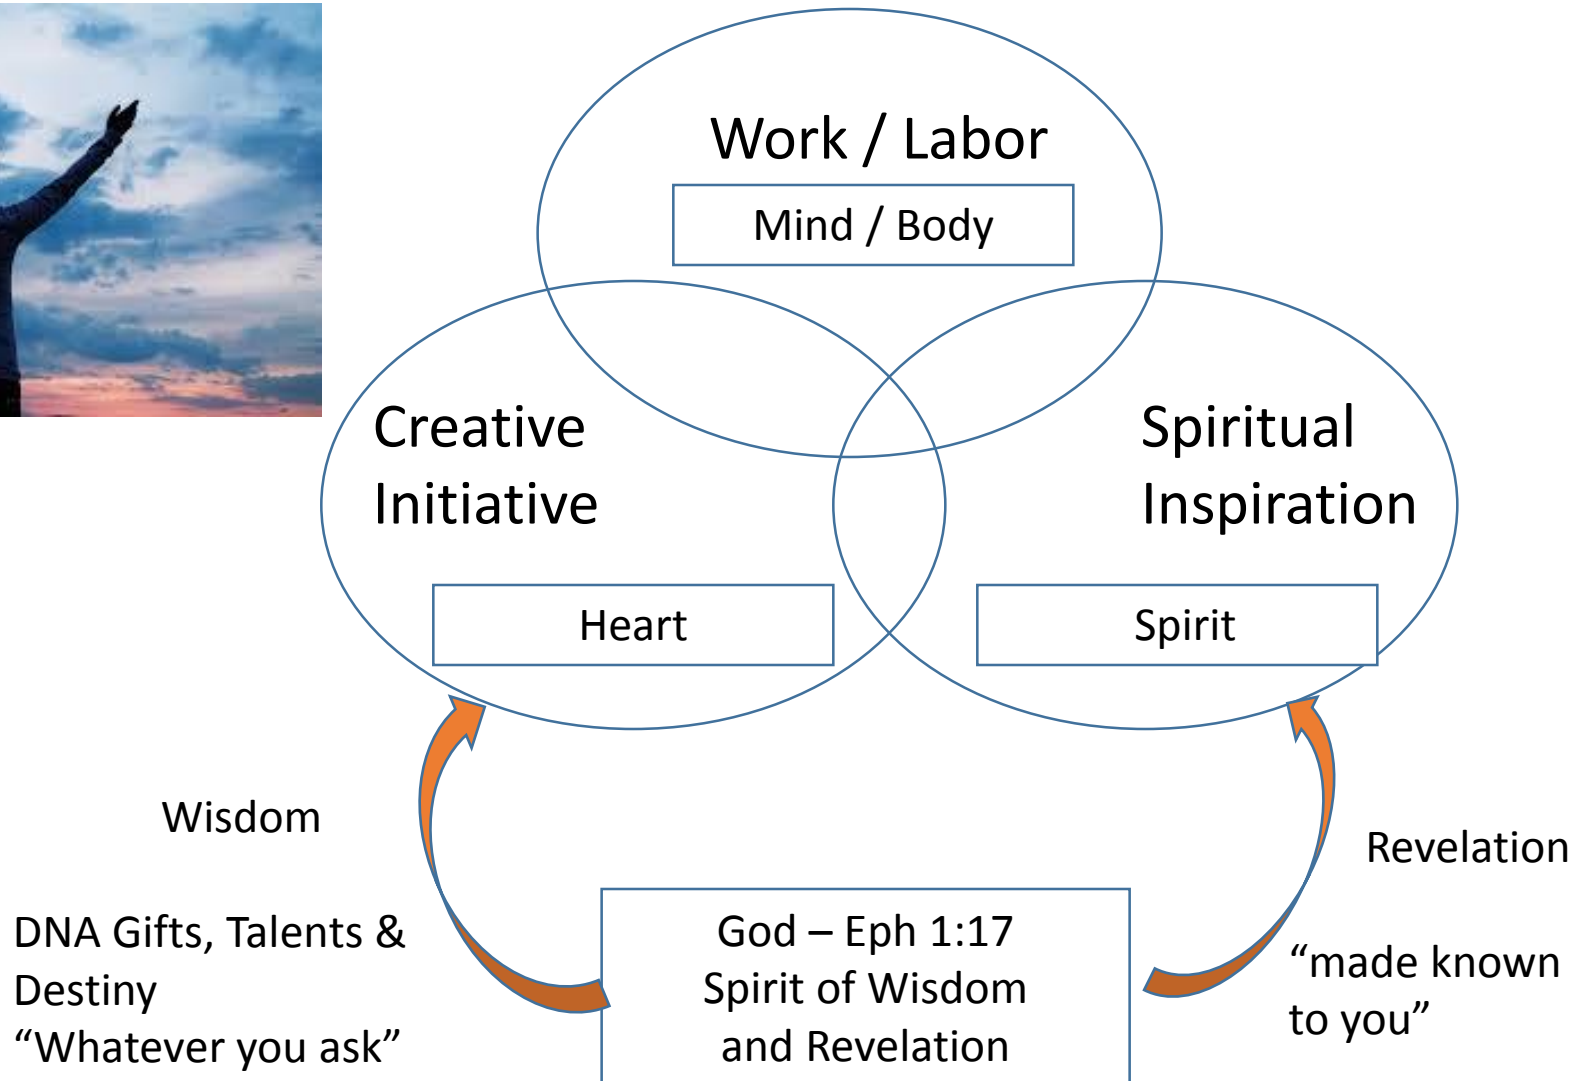 Work / Labor
Mind / Body
Creative
Initiative
Heart
Spiritual
Inspiration
Spirit
Wisdom
DNA Gifts, Talents &
Destiny
“Whatever you ask”
God – Eph 1:17
Spirit of Wisdom
and Revelation
Revelation
“made known
to you”